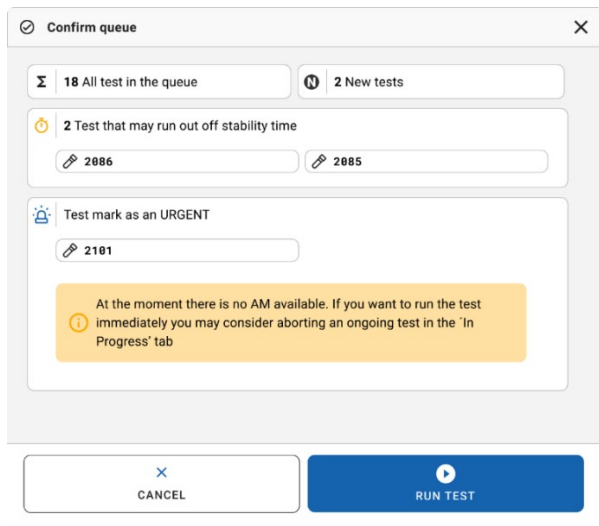 Confirm queue
Σ 18 All test in the queue
N 2 New tests
2 Test that may run out off stability time
2086
2085
Test mark as an URGENT
2101
At the moment there is no AM available. If you want to run the test
immediately you may consider aborting an ongoing test in the ´In
Progress’ tab
CANCEL
RUN TEST